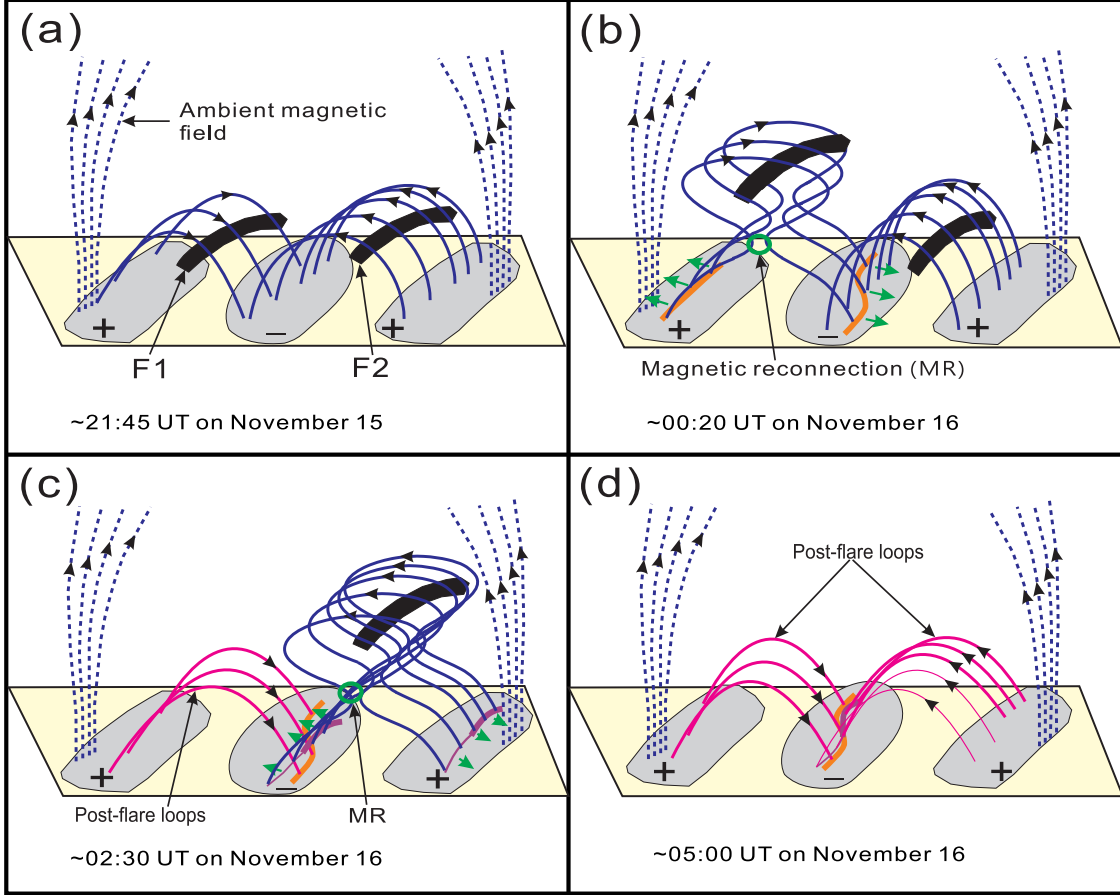 (a)
Ambient magnetic
field
+
−
+
F1
F2
~21:45 UT on November 15
(b)
+
−
+
Magnetic reconnection (MR)
~00:20 UT on November 16
(c)
+
−
+
Post-flare loops
MR
~02:30 UT on November 16
(d)
Post-flare loops
+
−
+
~05:00 UT on November 16